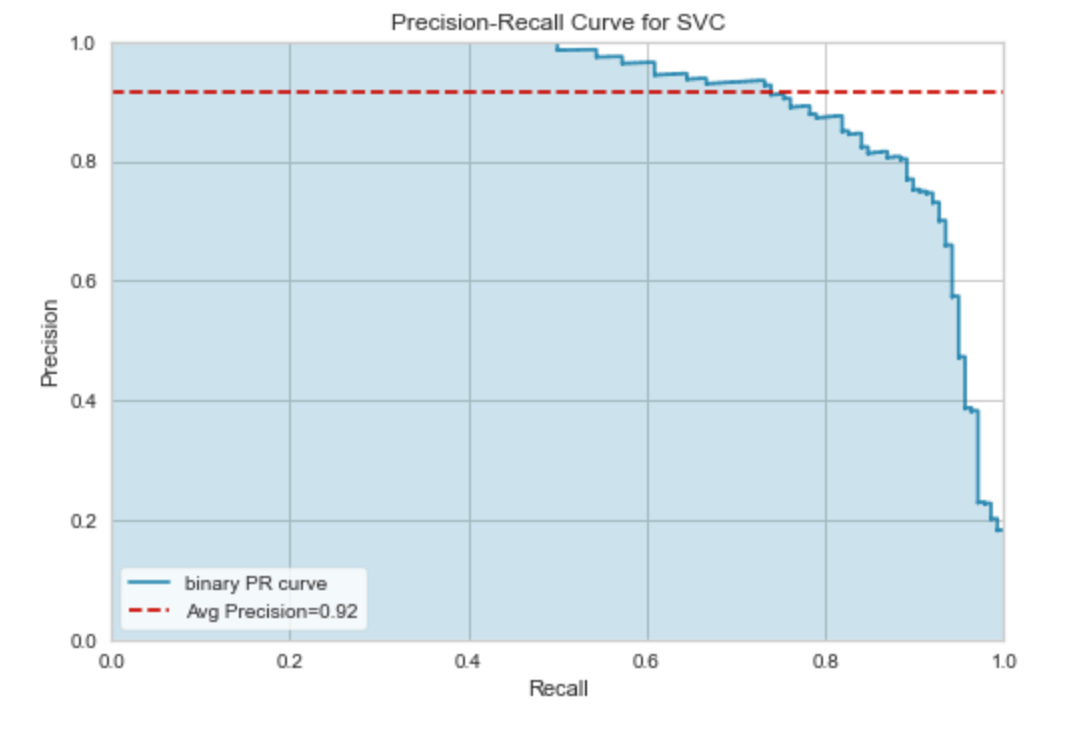 Precision-Recall Curve for SVC
1.0
0.8
0.6
0.4
0.2
0.0
Precision
binary PR curve
Avg Precision=0.92
0.0 0.2 0.4 0.6 0.8 1.0
Recall